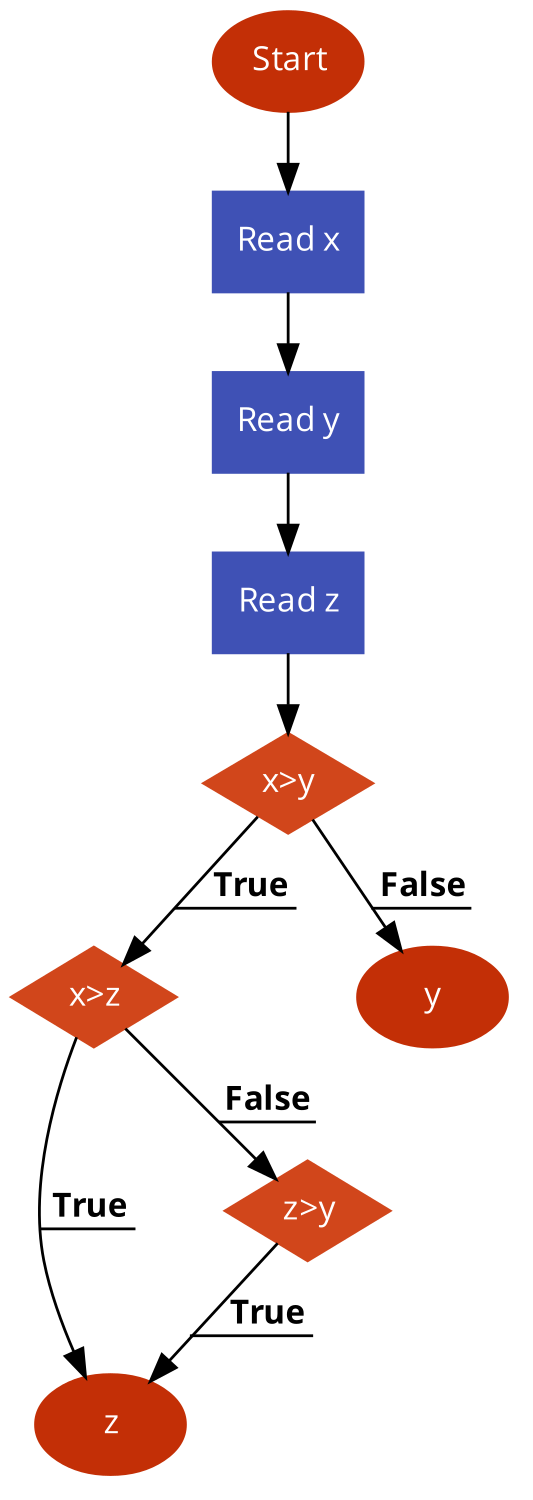 Start
Read x
Read y
Read z
x>y
True
False
x>z
y
False
True
z>y
True
z